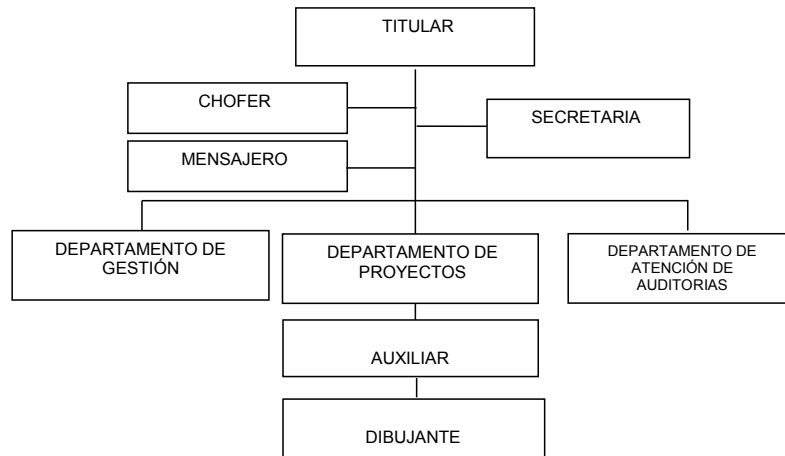 TITULAR
CHOFER
SECRETARIA
MENSAJERO
DEPARTAMENTO DE
GESTIÓN
DEPARTAMENTO DE
PROYECTOS
DEPARTAMENTO DE
ATENCIÓN DE
AUDITORIAS
AUXILIAR
DIBUJANTE